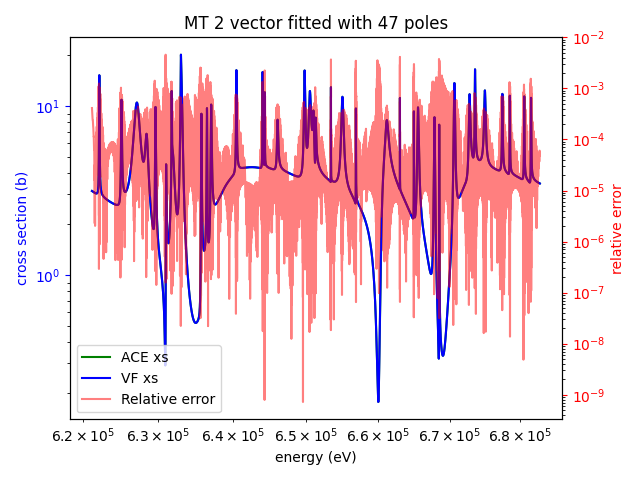 MT 2 vector fitted with 47 poles
cross section (b)
10¹
10⁰
10⁻²
10⁻³
10⁻⁴
10⁻⁵
10⁻⁶
10⁻⁷
10⁻⁸
10⁻⁹
relative error
ACE xs
VF xs
Relative error
6.2 × 10⁵ 6.3 × 10⁵ 6.4 × 10⁵ 6.5 × 10⁵ 6.6 × 10⁵ 6.7 × 10⁵ 6.8 × 10⁵
energy (eV)